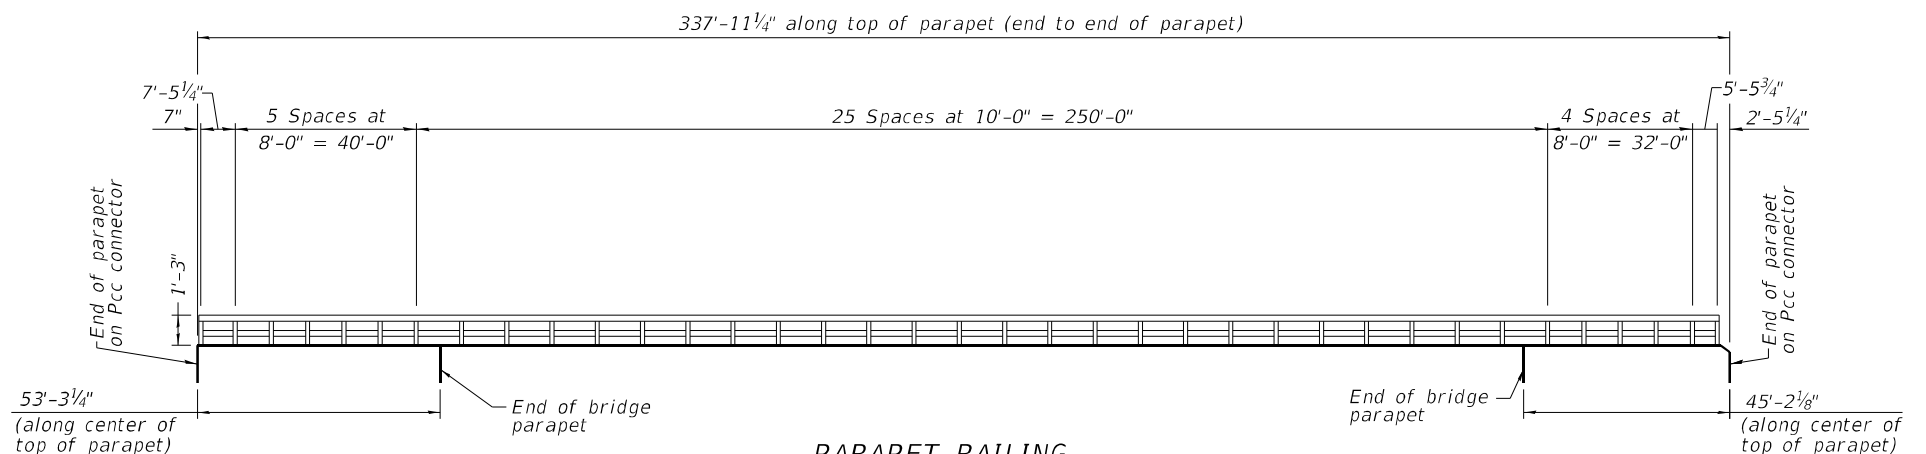 337'-11¼" along top of parapet (end to end of parapet)
7'-5¼"
5'-5¾"
7"
5 Spaces at
8'-0" = 40'-0"
25 Spaces at 10'-0" = 250'-0"
4 Spaces at
8'-0" = 32'-0"
2'-5¼"
End of parapet
on Pcc connector
1'-3"
End of parapet
on Pcc connector
53'-3¼"
(along center of
top of parapet)
End of bridge
parapet
End of bridge
parapet
45'-2⅛"
(along center of
top of parapet)
PARAPET RAILING